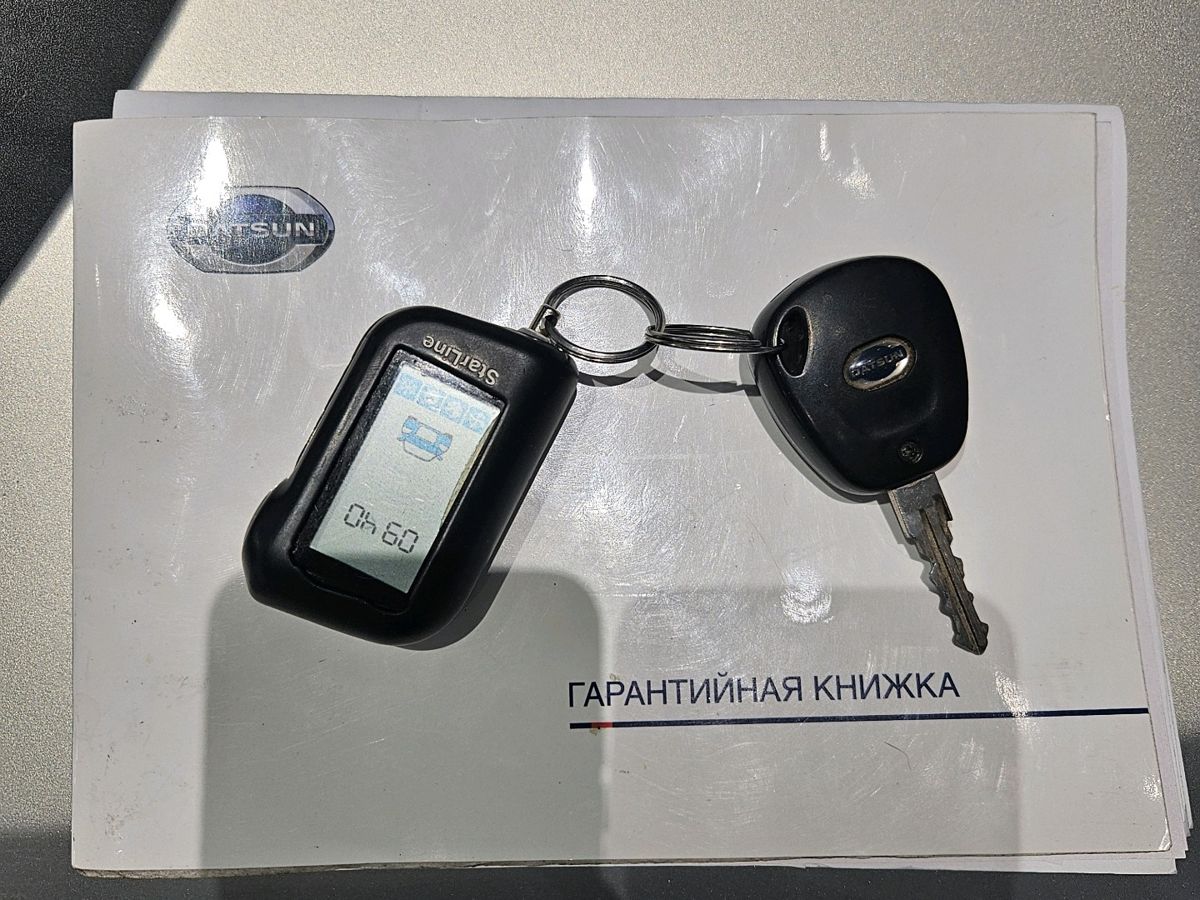 DATSUN
StarLine
09 40
DATSUN
ГАРАНТИЙНАЯ КНИЖКА